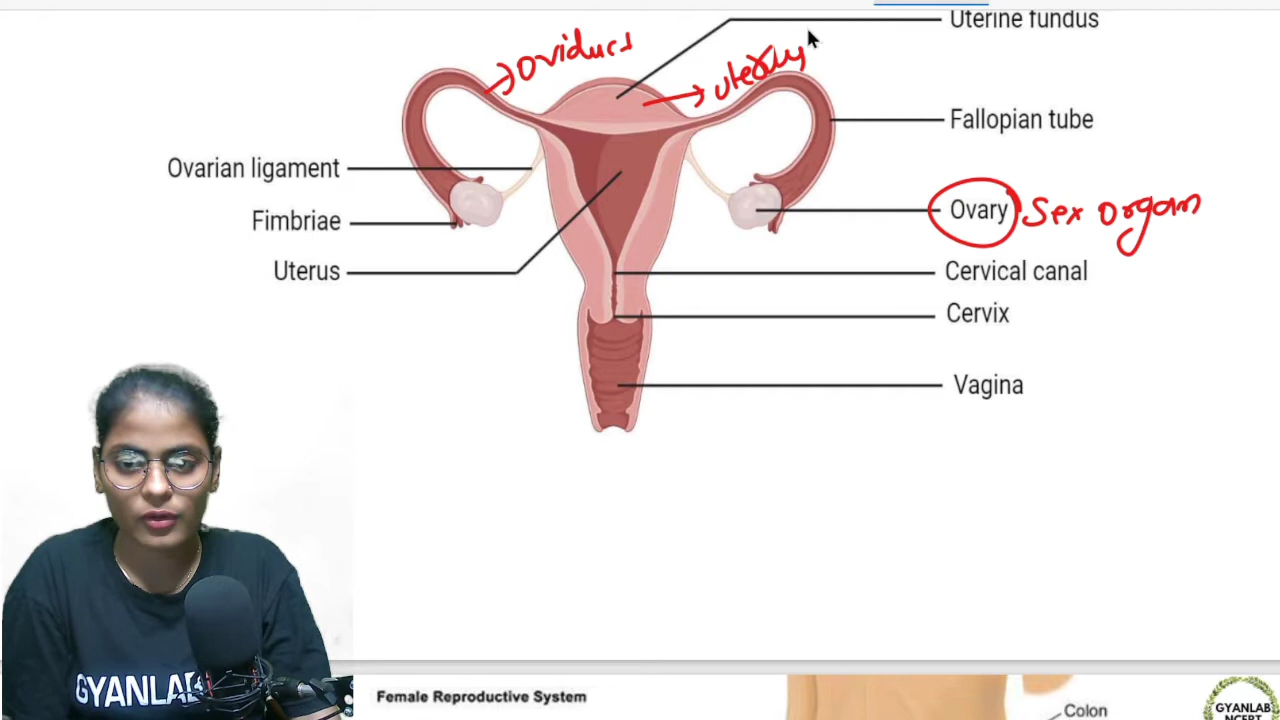 Uterine fundus
oviduct
uterus
Fallopian tube
Ovarian ligament
Ovary Sex organ
Fimbriae
Uterus
Cervical canal
Cervix
Vagina
GYANLAB
Female Reproductive System
Colon
GYANLAB
NCERT